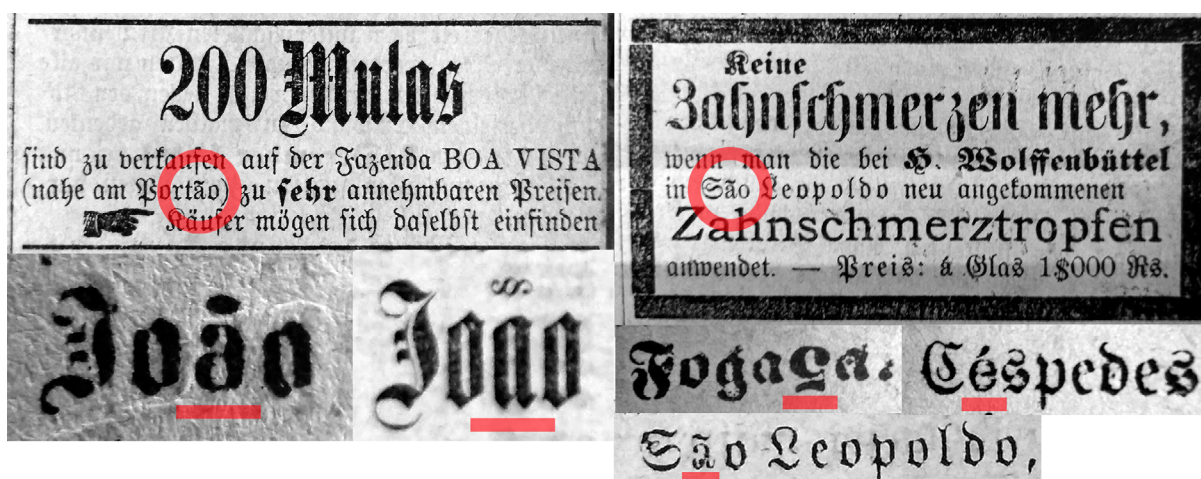 200 Mulas
ſind zu verkaufen auf der Fazenda BOA VISTA
(nahe am Portão) zu ſehr annehmbaren Preiſen.
Käufer mögen ſich daſelbſt einfinden
Keine
Zahnſchmerzen mehr,
wenn man die bei H. Wolffenbüttel
in São Leopoldo neu angekommenen
Zahnschmerztropfen
anwendet. — Preis: á Glas 1$000 Rs.
João
João
Fogaça.
Céspedes
São Leopoldo,